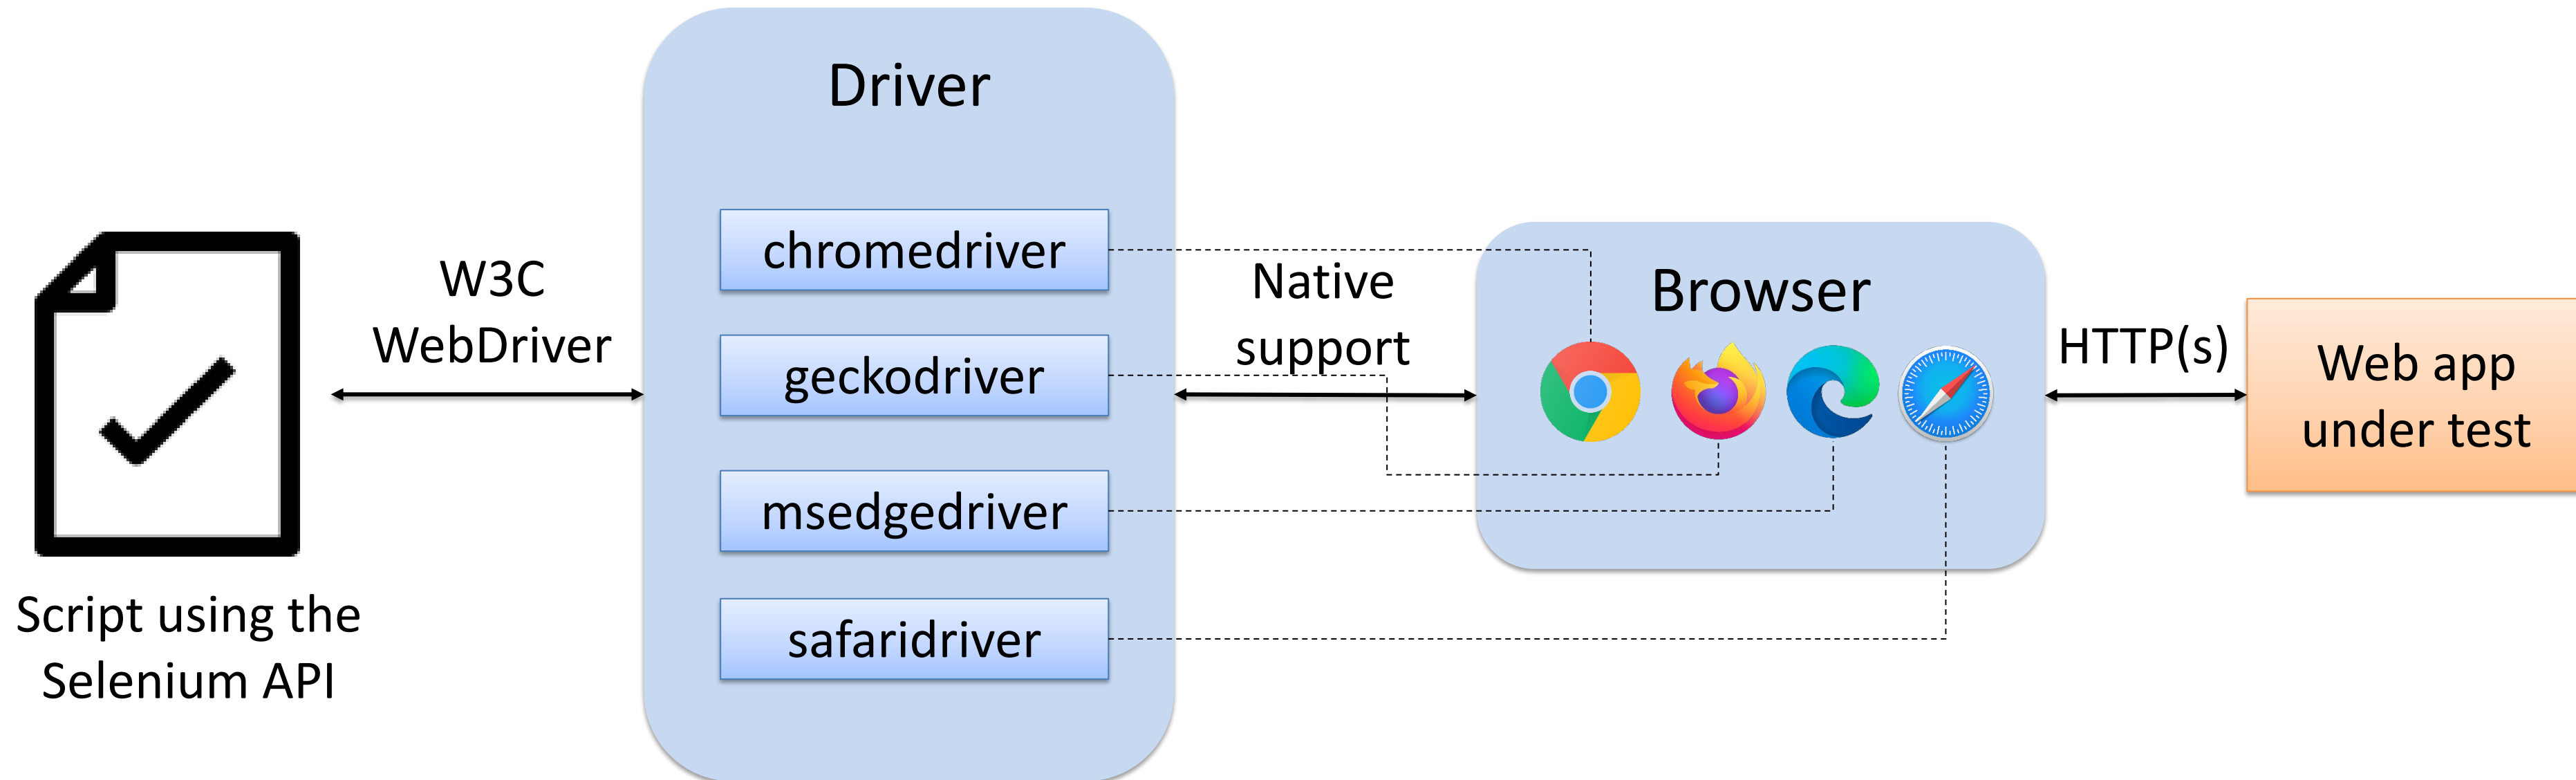 Script using the
Selenium API
W3C
WebDriver
Driver
chromedriver
geckodriver
msedgedriver
safaridriver
Native
support
Browser
HTTP(s)
Web app
under test